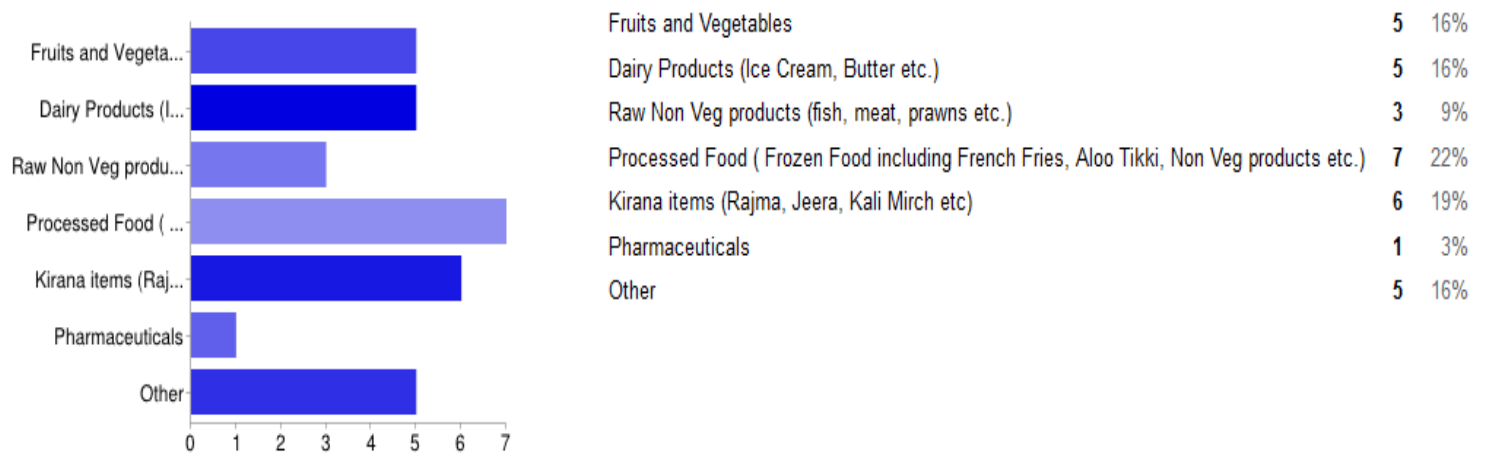 Fruits and Vegeta...
Dairy Products (I...
Raw Non Veg produ...
Processed Food ( ...
Kirana items (Raj...
Pharmaceuticals
Other
0 1 2 3 4 5 6 7
Fruits and Vegetables 5 16%
Dairy Products (Ice Cream, Butter etc.) 5 16%
Raw Non Veg products (fish, meat, prawns etc.) 3 9%
Processed Food ( Frozen Food including French Fries, Aloo Tikki, Non Veg products etc.) 7 22%
Kirana items (Rajma, Jeera, Kali Mirch etc) 6 19%
Pharmaceuticals 1 3%
Other 5 16%